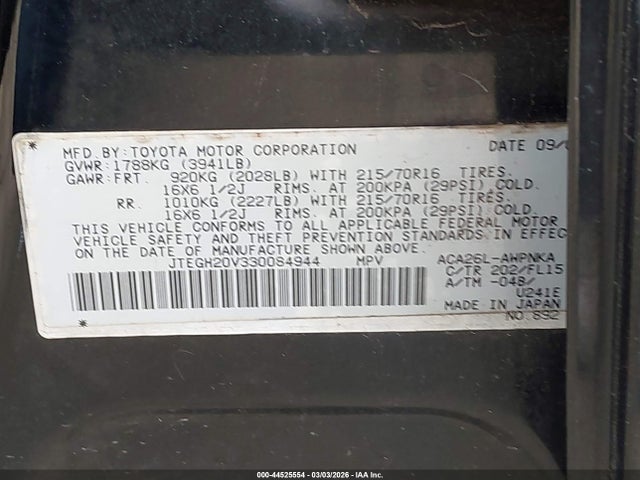 MFD.BY:TOYOTA MOTOR CORPORATION DATE 09/
GVWR:1788KG (3941LB)
GAWR:FRT. 920KG (2028LB) WITH 215/70R16 TIRES.
16X6 1/2J RIMS. AT 200KPA (29PSI) COLD.
RR. 1010KG (2227LB) WITH 215/70R16 TIRES.
16X6 1/2J RIMS. AT 200KPA (29PSI) COLD.
THIS VEHICLE CONFORMS TO ALL APPLICABLE FEDERAL MOTOR
VEHICLE SAFETY AND THEFT PREVENTION STANDARDS IN EFFEC
ON THE DATE OF MANUFACTURE SHOWN ABOVE.
JTEGH20V330084944 MPV ACA26L-AWPNKA
C/TR 202/FL15
A/TM -04B/
U241E
MADE IN JAPAN
NO.892
000-44525554 | 03/03/2026 - IAA Inc.